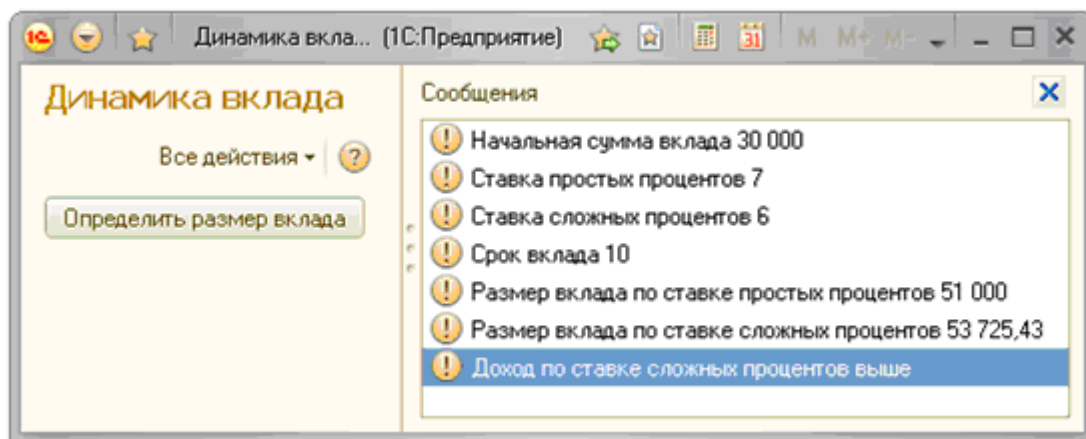 1С Динамика вкла... (1С:Предприятие) 31 M M+ M-
Динамика вклада
Все действия ?
Определить размер вклада
Сообщения
Начальная сумма вклада 30 000
Ставка простых процентов 7
Ставка сложных процентов 6
Срок вклада 10
Размер вклада по ставке простых процентов 51 000
Размер вклада по ставке сложных процентов 53 725,43
Доход по ставке сложных процентов выше